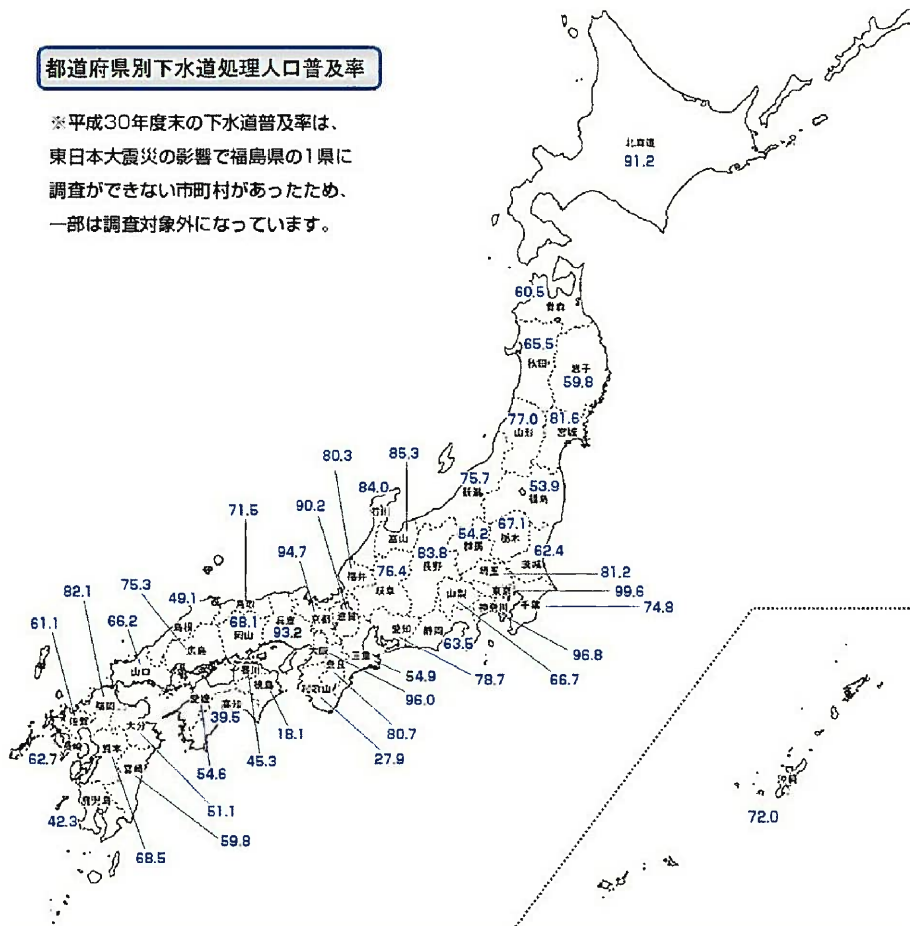 都道府県別下水道処理人口普及率
※平成30年度末の下水道普及率は、
東日本大震災の影響で福島県の1県に
調査ができない市町村があったため、
一部は調査対象外になっています。
北海道
91.2
60.5
青森
65.5
秋田
岩手
59.8
77.0
山形
81.6
宮城
80.3
85.3
75.7
新潟
53.9
福島
84.0
石川
90.2
71.5
富山
54.2
群馬
67.1
栃木
94.7
83.8
長野
62.4
茨城
福井
76.4
岐阜
埼玉
81.2
82.1
75.3
49.1
鳥取
山梨
東京
99.6
神奈川
千葉
74.8
61.1
66.2
島根
68.1
岡山
兵庫
93.2
京都
滋賀
愛知
静岡
63.5
広島
山口
大阪
奈良
三重
96.8
香川
54.9
78.7
66.7
福岡
愛媛
高知
39.5
徳島
和歌山
96.0
佐賀
大分
18.1
80.7
長崎
62.7
熊本
宮崎
54.6
45.3
27.9
沖縄
鹿児島
51.1
72.0
42.3
59.8
68.5